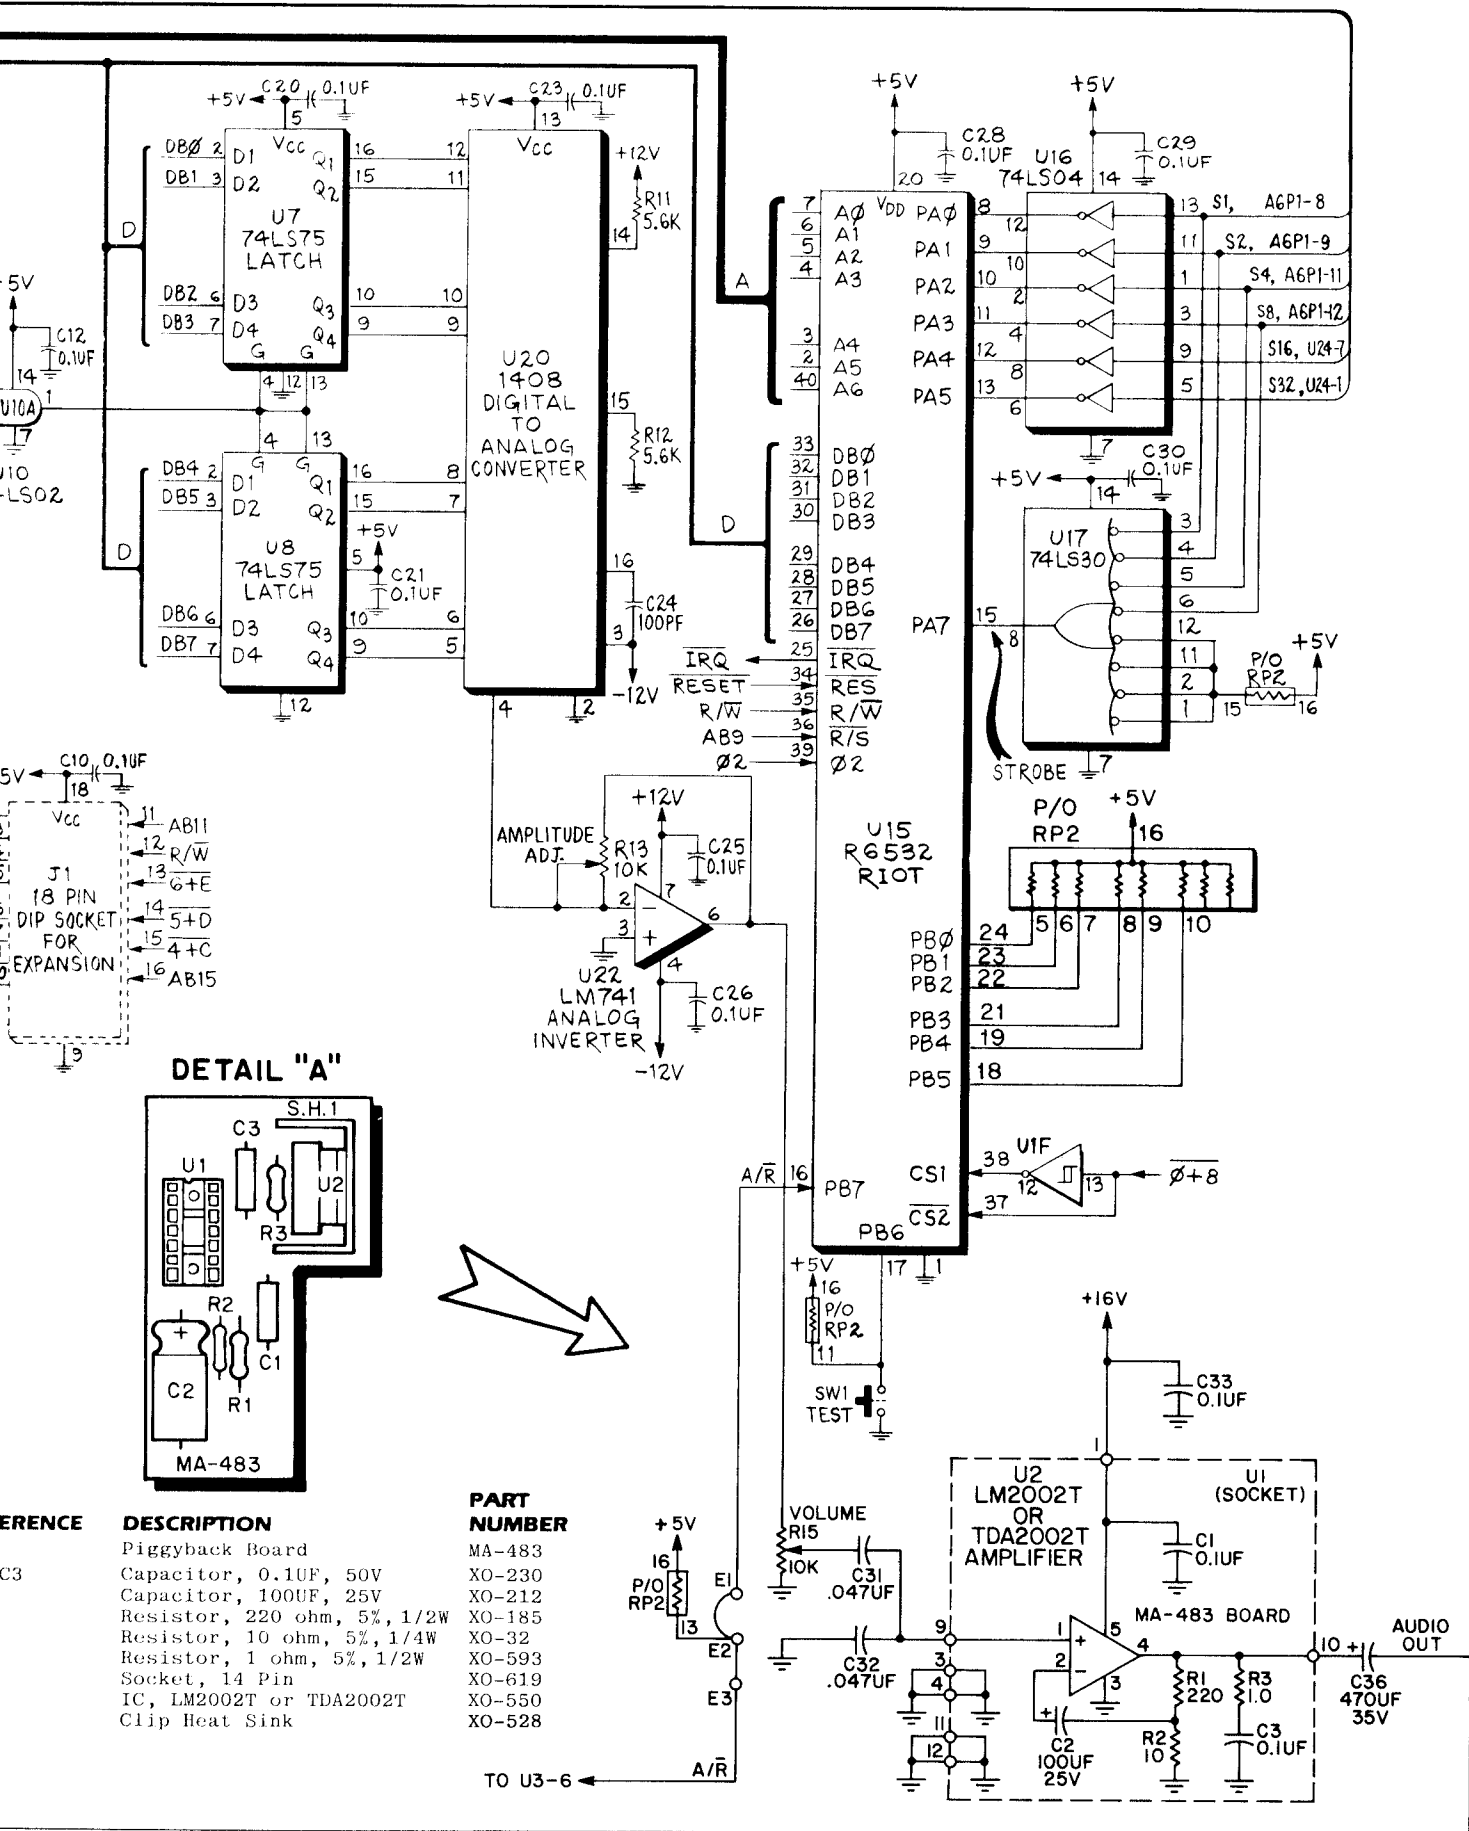 +5V C20 0.1UF
5
DBØ 2 D1 VCC Q1 16
DB1 3 D2 Q2 15
U7
74LS75
LATCH
D
DB2 6 D3 Q3 10
DB3 7 D4 Q4 9
G G
4 12 13
+5V C23 0.1UF
13
VCC
12
11
10
9
U20
1408
DIGITAL
TO
ANALOG
CONVERTER
8
7
6
5
+12V
R11
5.6K
14
15
R12
5.6K
16
C24
100PF
3
-12V
4
2
5V
C12
0.1UF
14
U10A 1
7
U10
LS02
4 13
G G
DB4 2 D1 Q1 16
DB5 3 D2 Q2 15
D
U8
74LS75
LATCH
+5V
5
C21
0.1UF
DB6 6 D3 Q3 10
DB7 7 D4 Q4 9
12
A
D
+5V
C28
0.1UF
20
VDD
7 AØ
6 A1
5 A2
4 A3
3 A4
2 A5
40 A6
33 DBØ
32 DB1
31 DB2
30 DB3
29 DB4
28 DB5
27 DB6
26 DB7
IRQ 25 IRQ
RESET 34 RES
R/W 35 R/W
AB9 36 R/S
Ø2 39 Ø2
PAØ 8
PA1 9
PA2 10
PA3 11
PA4 12
PA5 13
PA7 15
+5V
C29
0.1UF
U16
74LS04 14
12 13 S1, A6P1-8
10 11 S2, A6P1-9
2 1 S4, A6P1-11
4 3 S8, A6P1-12
8 9 S16, U24-7
6 5 S32, U24-1
7
C30
0.1UF
+5V
14
U17
74LS30
3
4
5
6
12
11
2
1
8
7
STROBE
P/O
RP2
+5V
15 16
5V C10 0.1UF
18
VCC
J1
18 PIN
DIP SOCKET
FOR
EXPANSION
11 AB11
12 R/W
13 6+E
14 5+D
15 4+C
16 AB15
9
AMPLITUDE
ADJ.
R13
10K
+12V
C25
0.1UF
7
2
3
6
4
U22
LM741
ANALOG
INVERTER
C26
0.1UF
-12V
U15
R6532
RIOT
P/O
RP2
+5V
16
5 6 7 8 9 10
PBØ 24
PB1 23
PB2 22
PB3 21
PB4 19
PB5 18
CS1 38
CS2 37
U1F
12 13
Ø+8
A/R 16 PB7
PB6
17 1
+5V
16
P/O
RP2
11
SW1
TEST
DETAIL "A"
S.H.1
C3
U1
U2
R3
R2
C1
C2
R1
MA-483
ERENCE DESCRIPTION PART NUMBER
Piggyback Board MA-483
C3 Capacitor, 0.1UF, 50V XO-230
Capacitor, 100UF, 25V XO-212
Resistor, 220 ohm, 5%, 1/2W XO-185
Resistor, 10 ohm, 5%, 1/4W XO-32
Resistor, 1 ohm, 5%, 1/2W XO-593
Socket, 14 Pin XO-619
IC, LM2002T or TDA2002T XO-550
Clip Heat Sink XO-528
+5V
16
P/O
RP2
13
E1
E2
E3
A/R
TO U3-6
VOLUME
R15
10K
C31
.047UF
C32
.047UF
+16V
C33
0.1UF
1
U2
LM2002T
OR
TDA2002T
AMPLIFIER
U1
(SOCKET)
C1
0.1UF
MA-483 BOARD
9
3
4
11
12
1
2
5
4
3
C2
100UF
25V
R1
220
R2
10
R3
1.0
C3
0.1UF
10
C36
470UF
35V
AUDIO
OUT